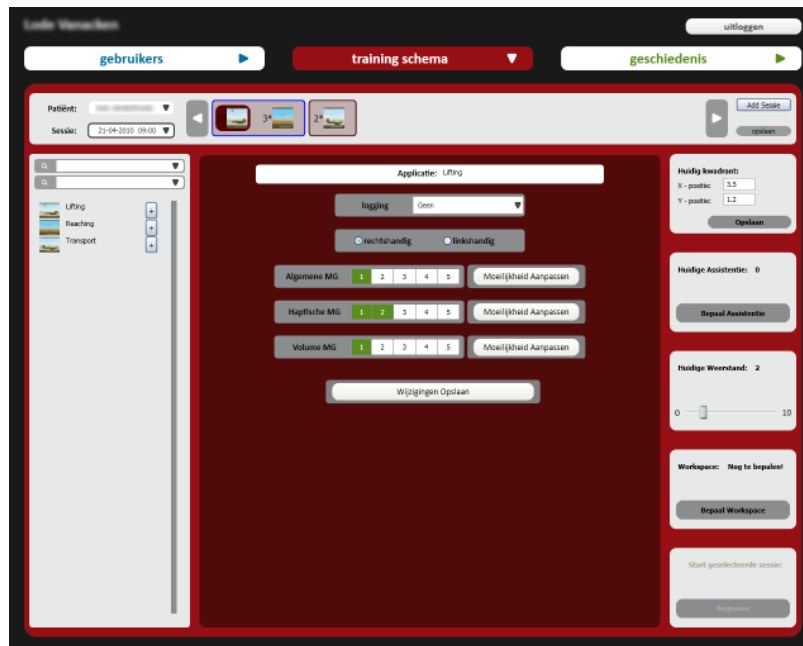 uitloggen
gebruikers
training schema
geschiedenis
Patiënt:
Sessie: 21-04-2010 09:00
3*
2*
Add Sessie
opslaan
Lifting +
Reaching +
Transport +
Applicatie: Lifting
logging Geen
rechtshandig linkshandig
Algemene MG 1 2 3 4 5 Moeilijkheid Aanpassen
Haptische MG 1 2 3 4 5 Moeilijkheid Aanpassen
Volume MG 1 2 3 4 5 Moeilijkheid Aanpassen
Wijzigingen Opslaan
Huidig kwadrant:
X - positie: 3.5
Y - positie: 1.2
Opslaan
Huidige Assistentie: 0
Bepaal Assistentie
Huidige Weerstand: 2
0 10
Workspace: Nog te bepalen!
Bepaal Workspace
Start geselecteerde sessie: